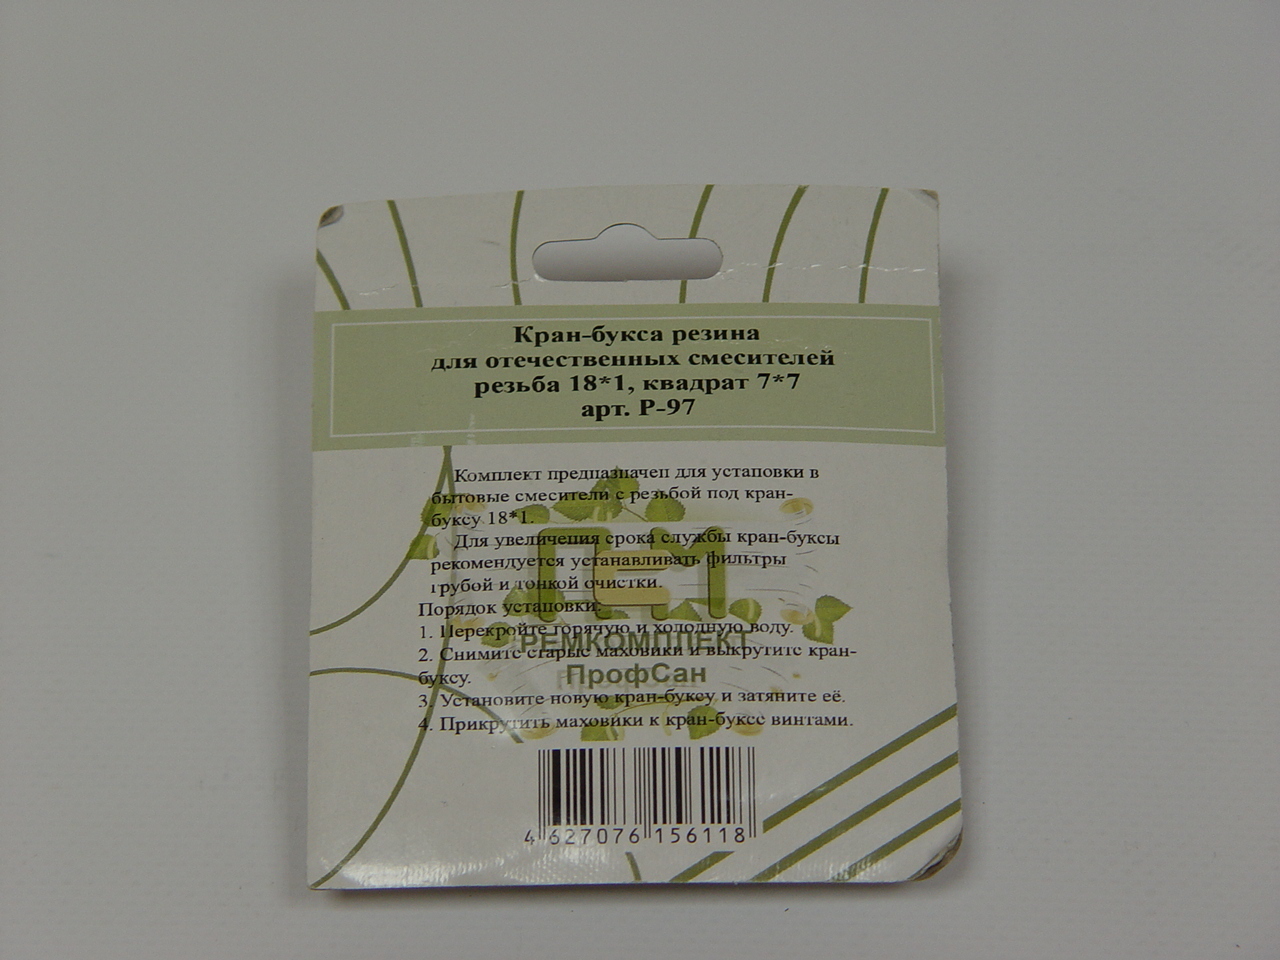 Кран-букса резина
для отечественных смесителей
резьба 18*1, квадрат 7*7
арт. Р-97
Комплект предназначен для установки в
бытовые смесители с резьбой под кран-
буксу 18*1.
Для увеличения срока службы кран-буксы
рекомендуется устанавливать фильтры
грубой и тонкой очистки.
Порядок установки:
1. Перекройте горячую и холодную воду.
РЕМКОМПЛЕКТ
2. Снимите старые маховики и выкрутите кран-
буксу.
ПрофСан
3. Установите новую кран-буксу и затяните её.
4. Прикрутить маховики к кран-буксе винтами.
4 627076 156118